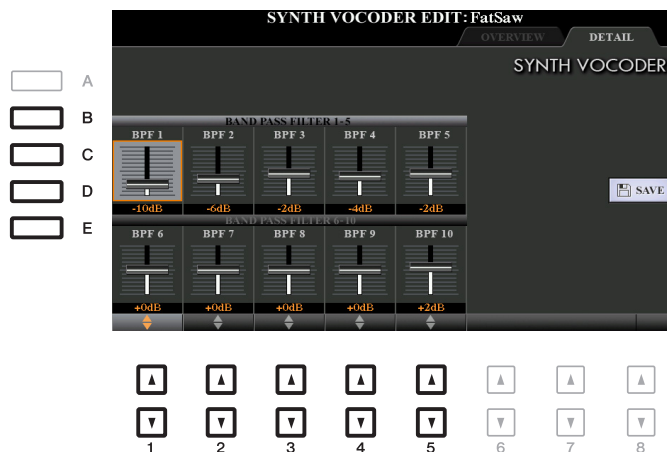 SYNTH VOCODER EDIT: FatSaw
OVERVIEW DETAIL
SYNTH VOCODER
A
B
C
D
E
BAND PASS FILTER 1-5
BPF 1 BPF 2 BPF 3 BPF 4 BPF 5
-10dB -6dB -2dB -4dB -2dB
SAVE
BAND PASS FILTER 6-10
BPF 6 BPF 7 BPF 8 BPF 9 BPF 10
+0dB +0dB +0dB +0dB +2dB
1 2 3 4 5 6 7 8